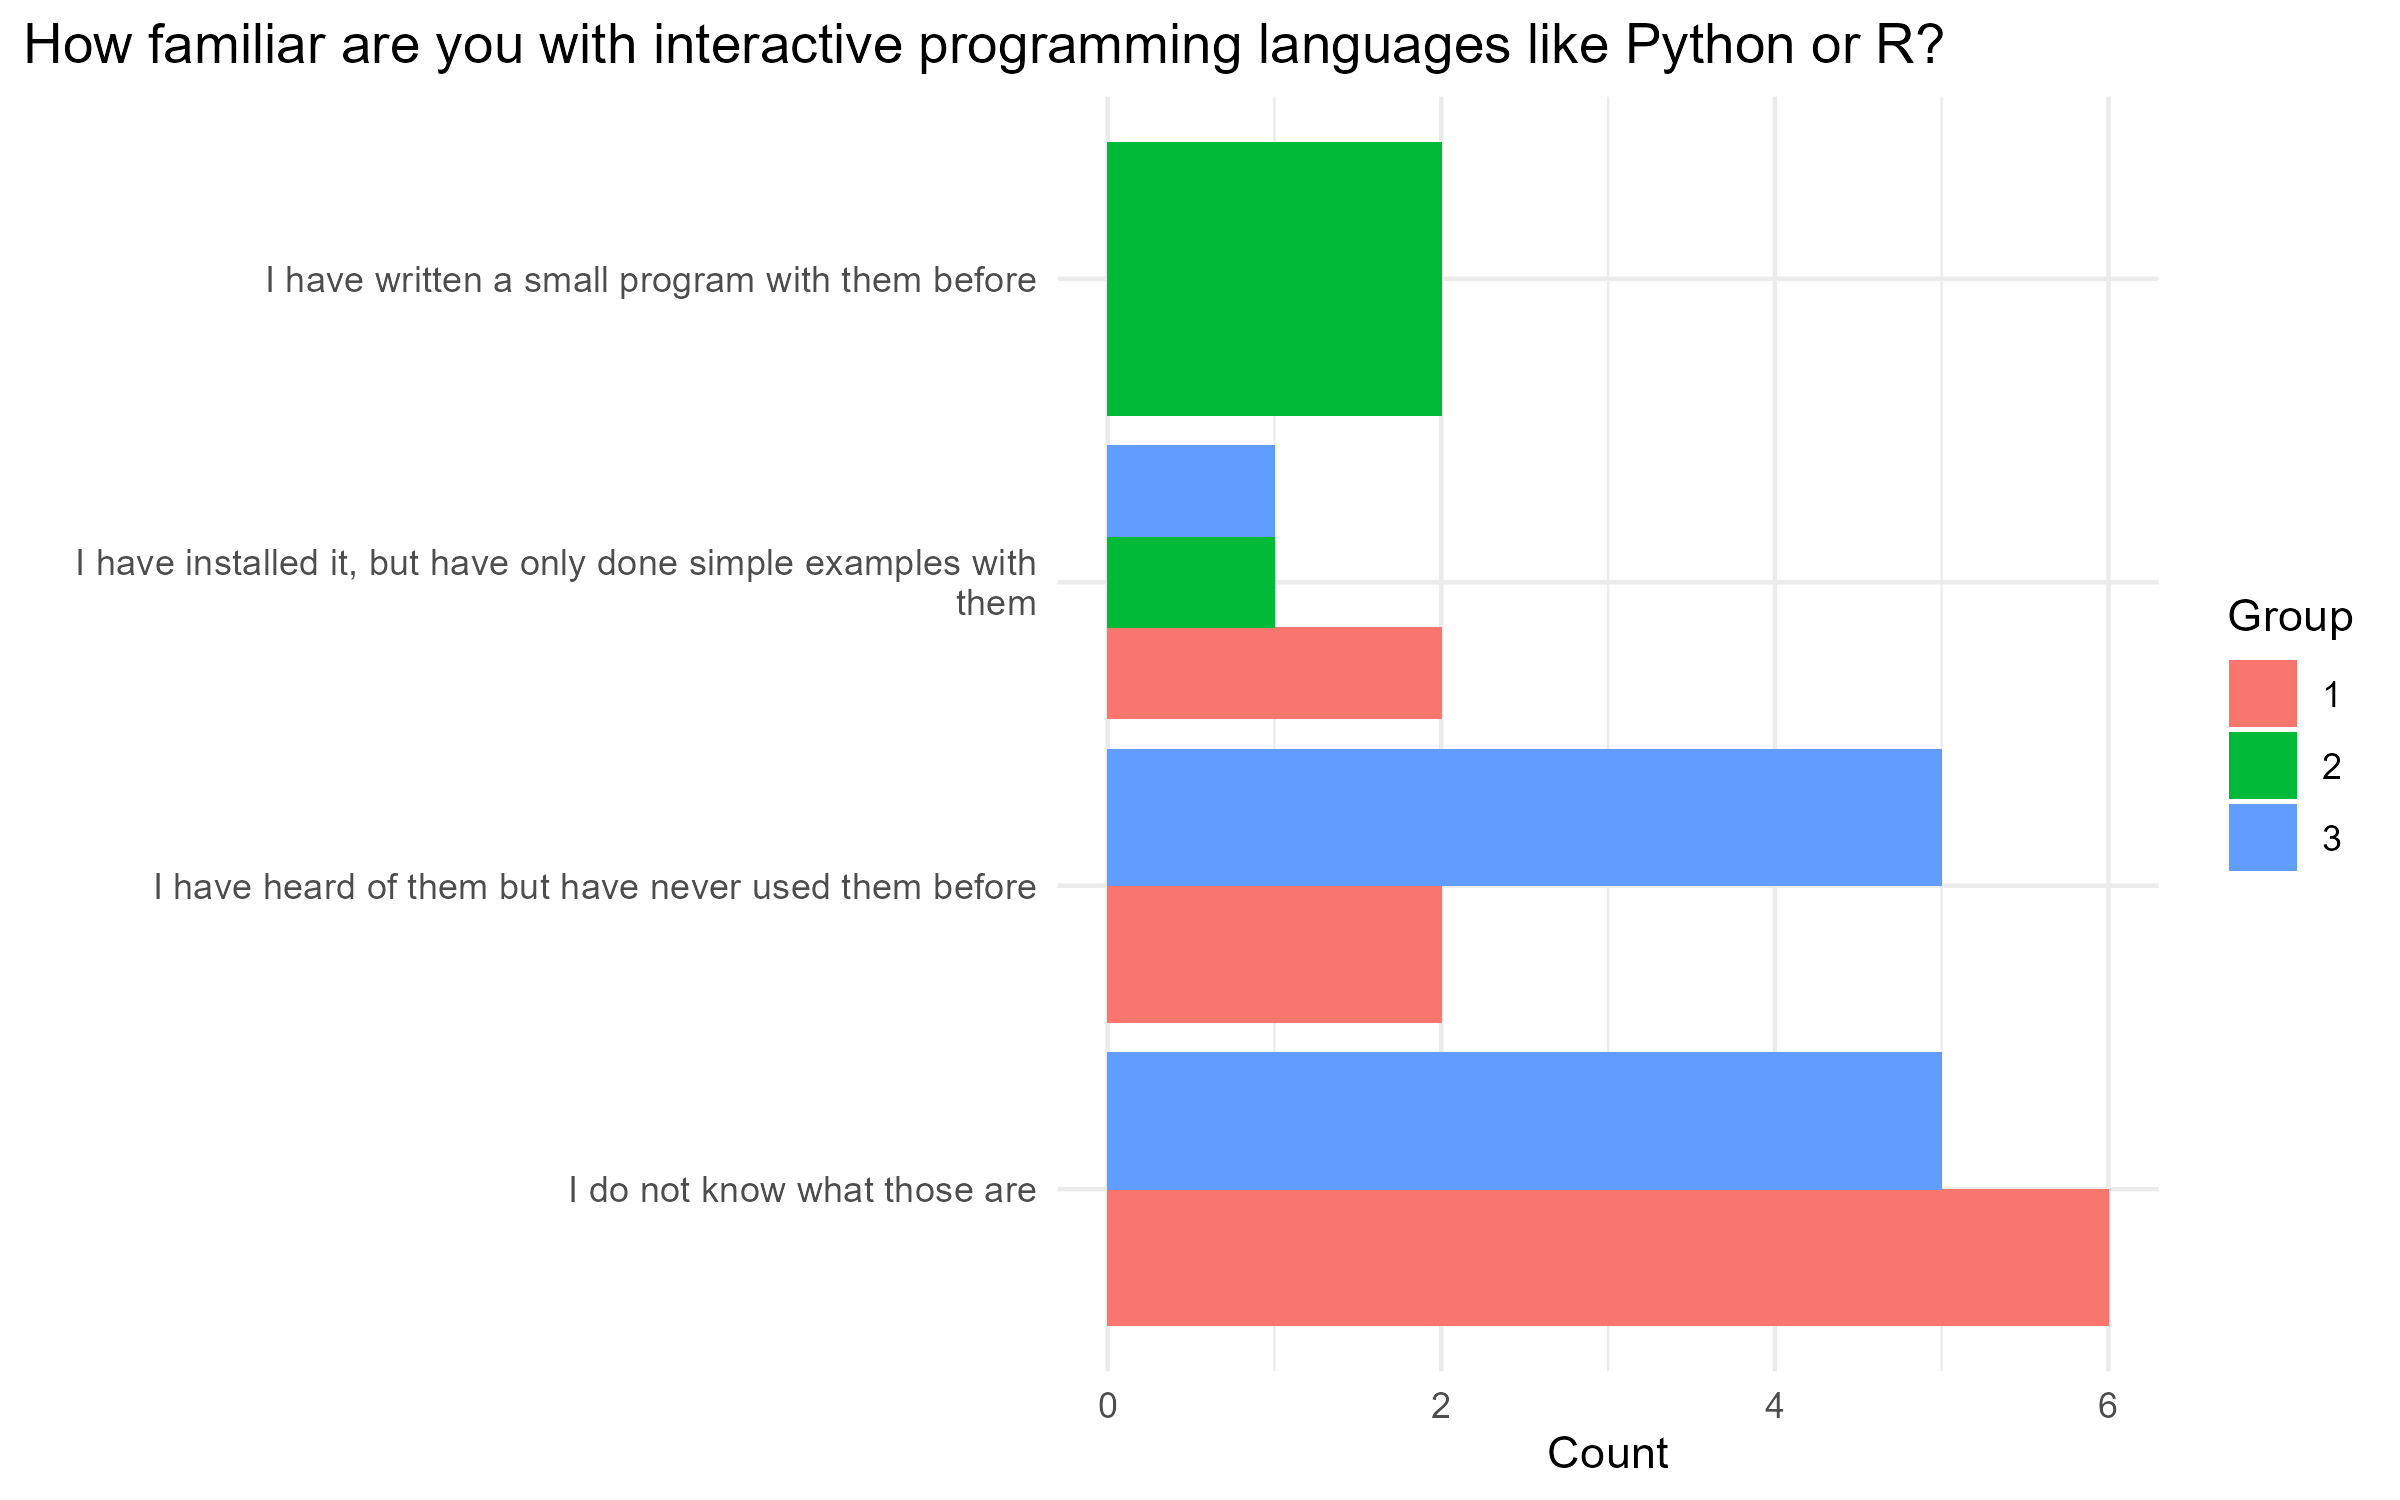 How familiar are you with interactive programming languages like Python or R?
I have written a small program with them before
I have installed it, but have only done simple examples with
them
I have heard of them but have never used them before
I do not know what those are
0 2 4 6
Count
Group
1
2
3